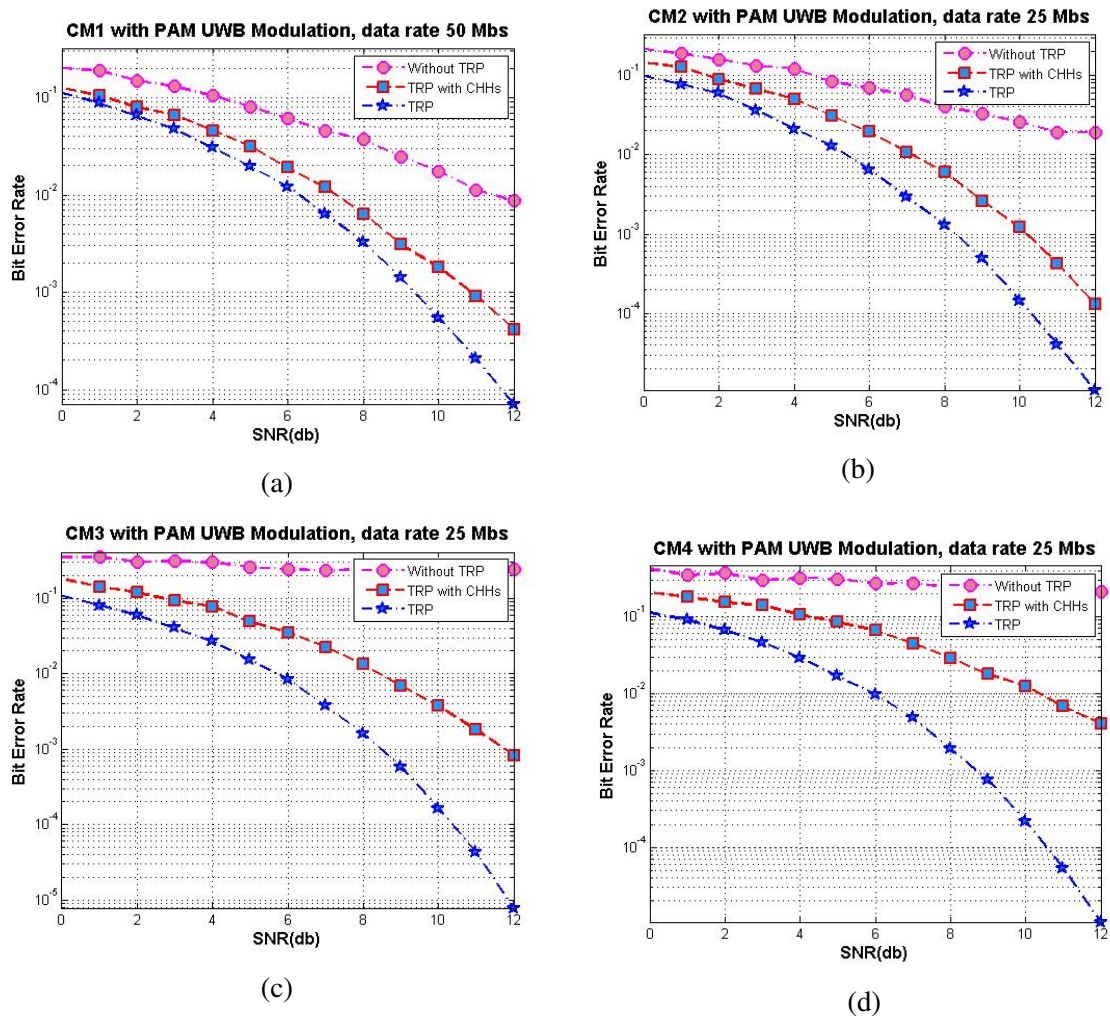 CM1 with PAM UWB Modulation, data rate 50 Mbs
Without TRP
TRP with CHHs
TRP
Bit Error Rate
10^-1
10^-2
10^-3
10^-4
0 2 4 6 8 10 12
SNR(db)
(a)
CM2 with PAM UWB Modulation, data rate 25 Mbs
Without TRP
TRP with CHHs
TRP
Bit Error Rate
10^-1
10^-2
10^-3
10^-4
0 2 4 6 8 10 12
SNR(db)
(b)
CM3 with PAM UWB Modulation, data rate 25 Mbs
Without TRP
TRP with CHHs
TRP
Bit Error Rate
10^-1
10^-2
10^-3
10^-4
10^-5
0 2 4 6 8 10 12
SNR(db)
(c)
CM4 with PAM UWB Modulation, data rate 25 Mbs
Without TRP
TRP with CHHs
TRP
Bit Error Rate
10^-1
10^-2
10^-3
10^-4
0 2 4 6 8 10 12
SNR(db)
(d)